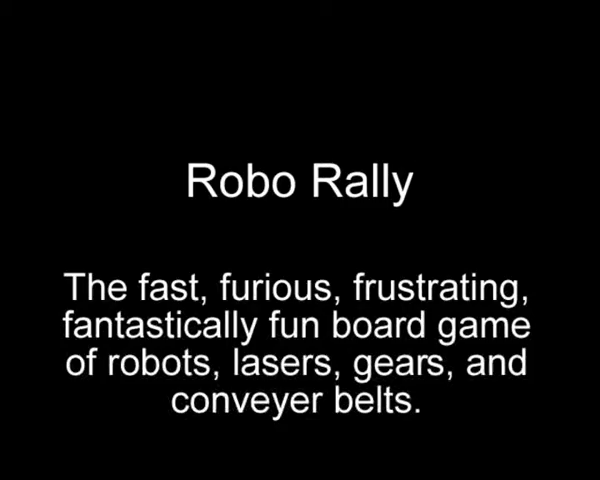 Robo Rally
The fast, furious, frustrating,
fantastically fun board game
of robots, lasers, gears, and
conveyer belts.